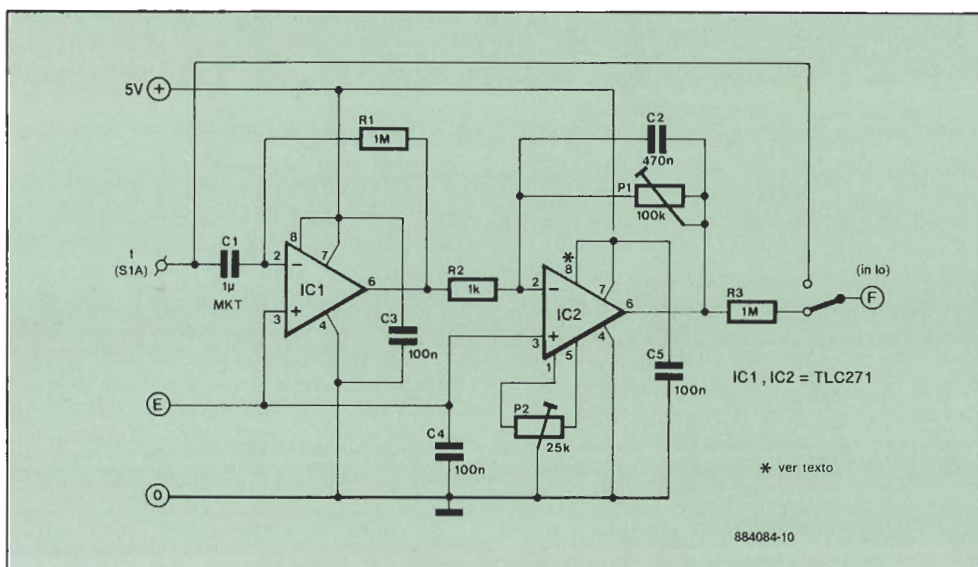 5V +
R1
1M
C2
470n
P1
100k
t
(S1A)
C1
1µ
MKT
8
7
2
−
IC1
6
+
3
4
R2
1k
*
8
7
2
−
IC2
6
+
3
4
1
5
R3
1M
(in lo)
F
C3
100n
C5
100n
IC1 , IC2 = TLC271
E
P2
25k
C4
100n
* ver texto
0
884084-10